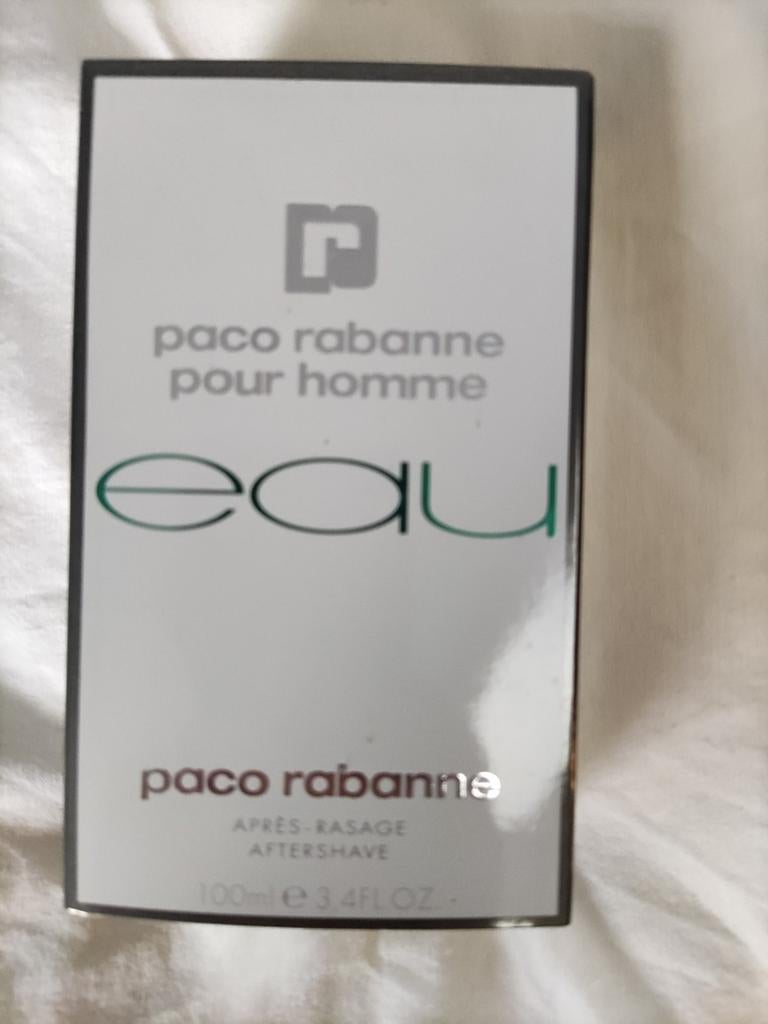 paco rabanne
pour homme
eau
paco rabanne
APRÈS-RASAGE
AFTERSHAVE
100ml e 3.4FL.OZ.